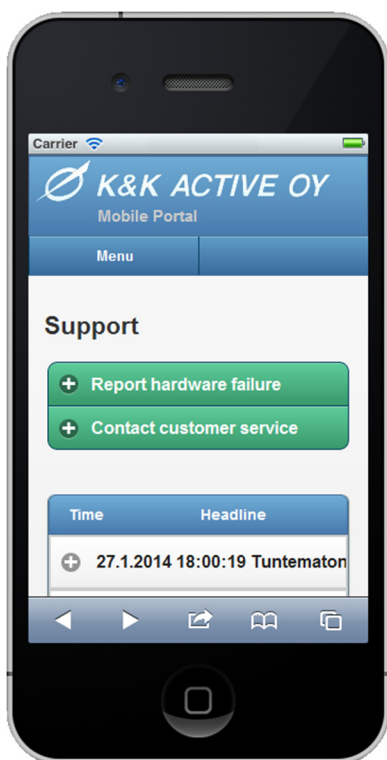 Carrier
K&K ACTIVE OY
Mobile Portal
Menu
Support
Report hardware failure
Contact customer service
Time Headline
27.1.2014 18:00:19 Tuntematon